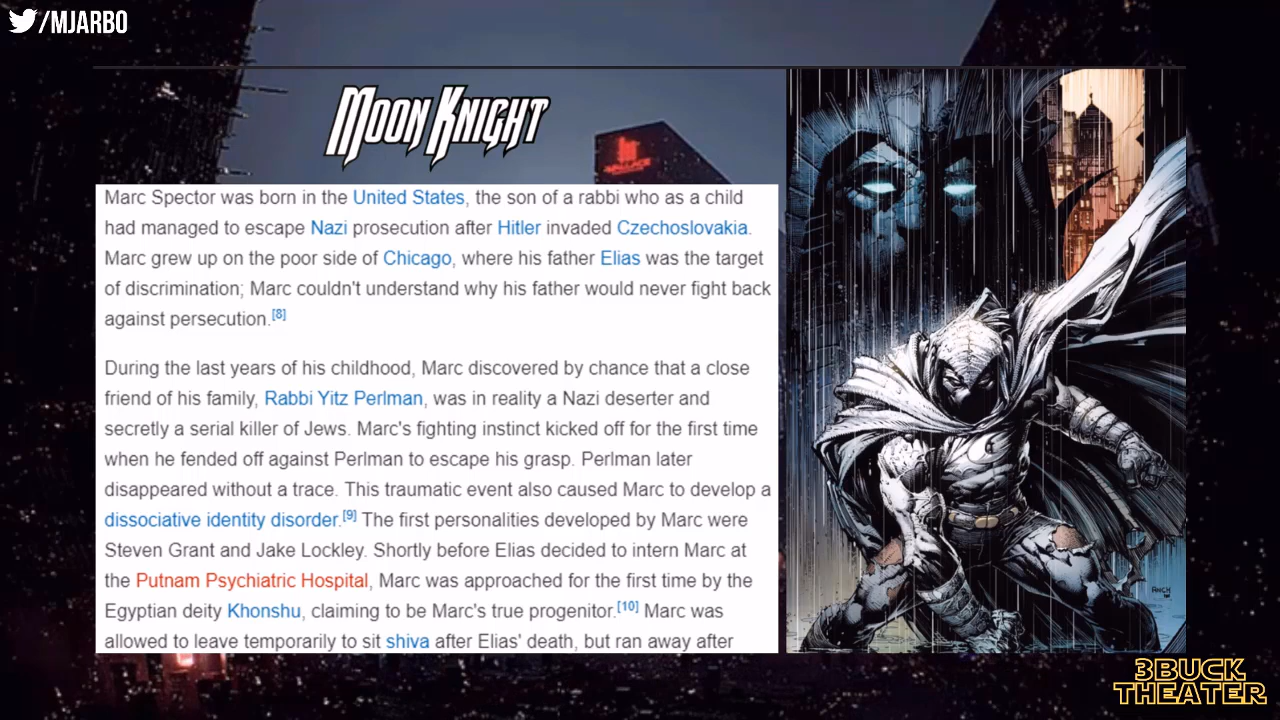 /MJARBO
MOON KNIGHT
Marc Spector was born in the United States, the son of a rabbi who as a child
had managed to escape Nazi prosecution after Hitler invaded Czechoslovakia.
Marc grew up on the poor side of Chicago, where his father Elias was the target
of discrimination; Marc couldn't understand why his father would never fight back
against persecution.[8]
During the last years of his childhood, Marc discovered by chance that a close
friend of his family, Rabbi Yitz Perlman, was in reality a Nazi deserter and
secretly a serial killer of Jews. Marc's fighting instinct kicked off for the first time
when he fended off against Perlman to escape his grasp. Perlman later
disappeared without a trace. This traumatic event also caused Marc to develop a
dissociative identity disorder.[9] The first personalities developed by Marc were
Steven Grant and Jake Lockley. Shortly before Elias decided to intern Marc at
the Putnam Psychiatric Hospital, Marc was approached for the first time by the
Egyptian deity Khonshu, claiming to be Marc's true progenitor.[10] Marc was
allowed to leave temporarily to sit shiva after Elias' death, but ran away after
FINCH
3BUCK
THEATER